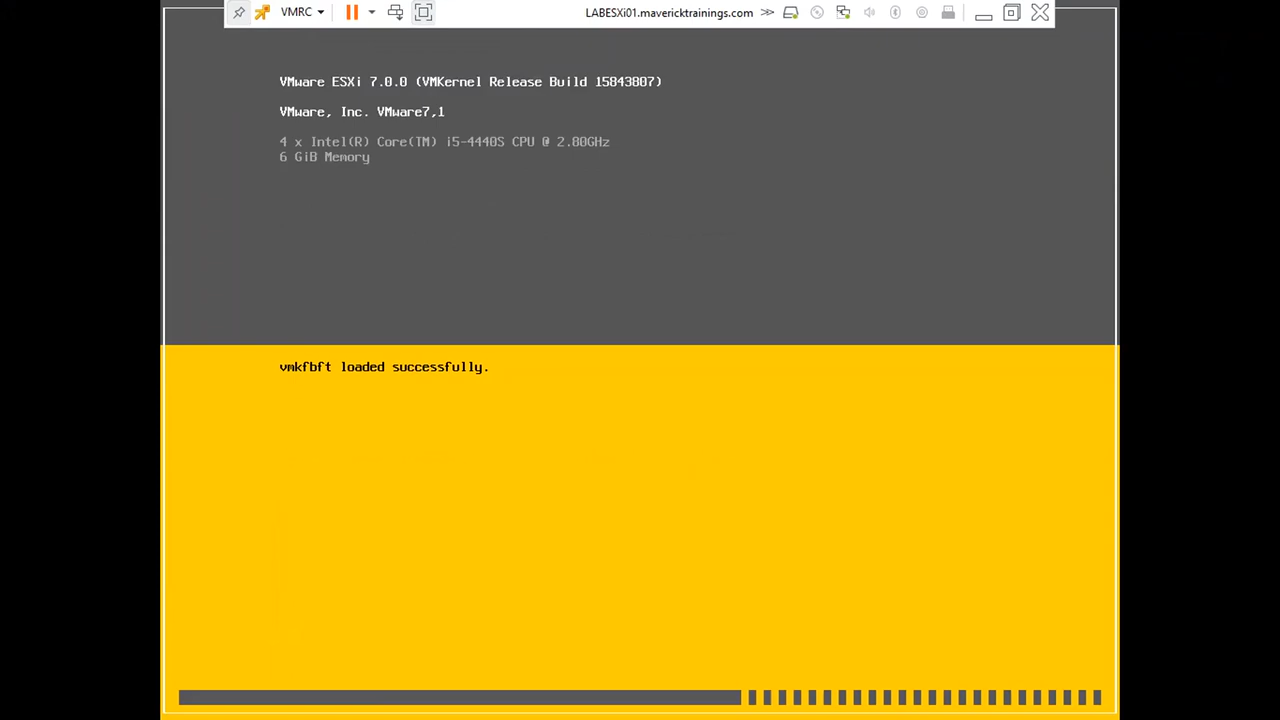 VMRC
LABESXi01.mavericktrainings.com
VMware ESXi 7.0.0 (VMKernel Release Build 15843807)
VMware, Inc. VMware7,1
4 x Intel(R) Core(TM) i5-4440S CPU @ 2.80GHz
6 GiB Memory
vmkfbft loaded successfully.